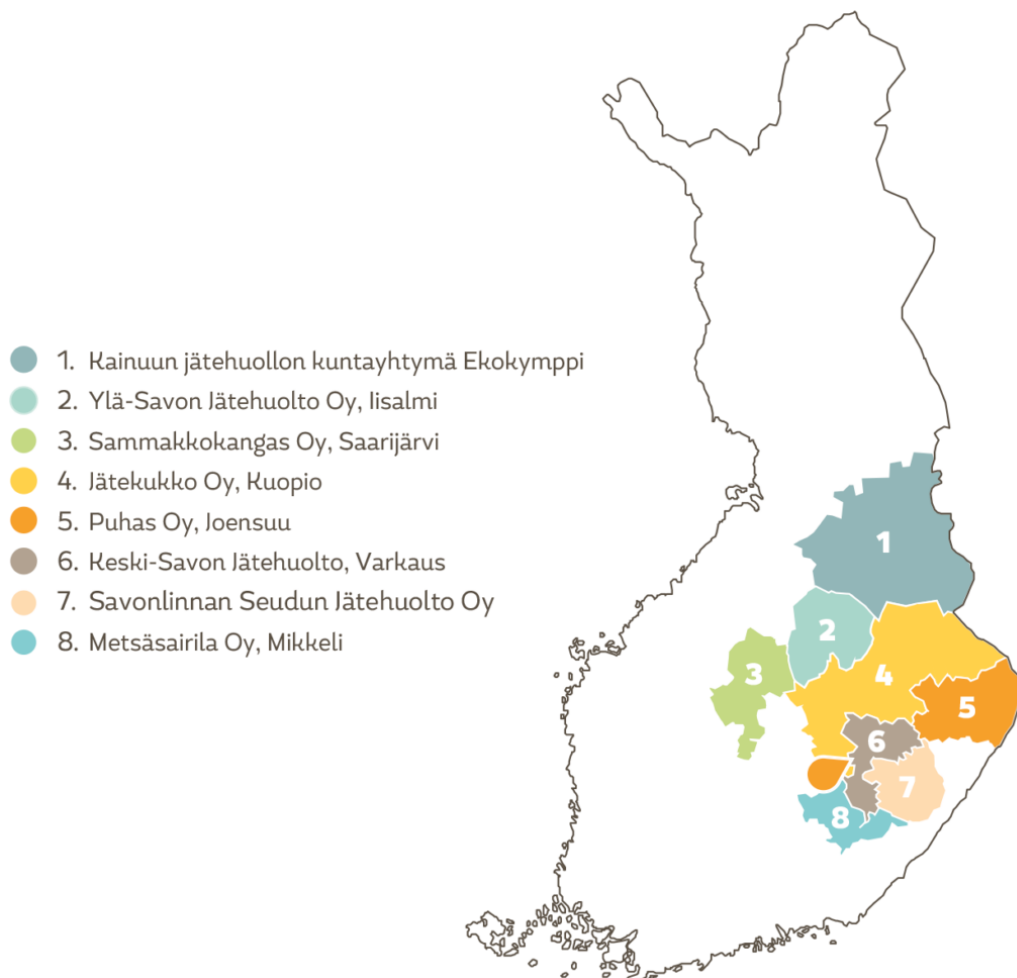 1. Kainuun jätehuollon kuntayhtymä Ekokymppi
2. Ylä-Savon Jätehuolto Oy, Iisalmi
3. Sammakkokangas Oy, Saarijärvi
4. Jätekukko Oy, Kuopio
5. Puhas Oy, Joensuu
6. Keski-Savon Jätehuolto, Varkaus
7. Savonlinnan Seudun Jätehuolto Oy
8. Metsäsairila Oy, Mikkeli
1
2
3
4
5
6
7
8